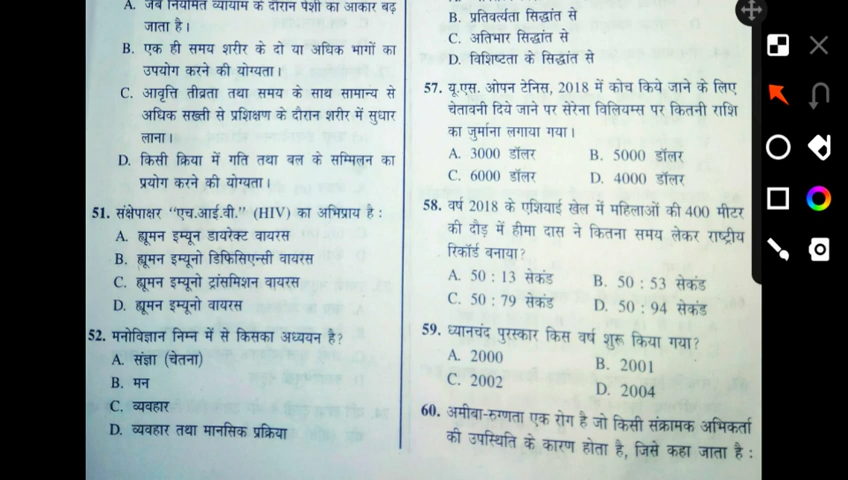 A. जब नियमित व्यायाम के दौरान पेशी का आकार बढ़
जाता है।
B. एक ही समय शरीर के दो या अधिक भागों का
उपयोग करने की योग्यता।
C. आवृत्ति तीव्रता तथा समय के साथ सामान्य से
अधिक सख्ती से प्रशिक्षण के दौरान शरीर में सुधार
लाना।
D. किसी क्रिया में गति तथा बल के सम्मिलन का
प्रयोग करने की योग्यता।
51. संक्षेपाक्षर “एच.आई.वी.” (HIV) का अभिप्राय है :
A. ह्यूमन इम्यून डायरेक्ट वायरस
B. ह्यूमन इम्यूनो डिफिसिएन्सी वायरस
C. ह्यूमन इम्यूनो ट्रांसमिशन वायरस
D. ह्यूमन इम्यूनो वायरस
52. मनोविज्ञान निम्न में से किसका अध्ययन है?
A. संज्ञा (चेतना)
B. मन
C. व्यवहार
D. व्यवहार तथा मानसिक प्रक्रिया
B. प्रतिवर्त्यता सिद्धांत से
C. अतिभार सिद्धांत से
D. विशिष्टता के सिद्धांत से
57. यू.एस. ओपन टेनिस, 2018 में कोच किये जाने के लिए
चेतावनी दिये जाने पर सेरेना विलियम्स पर कितनी राशि
का जुर्माना लगाया गया।
A. 3000 डॉलर B. 5000 डॉलर
C. 6000 डॉलर D. 4000 डॉलर
58. वर्ष 2018 के एशियाई खेल में महिलाओं की 400 मीटर
की दौड़ में हीमा दास ने कितना समय लेकर राष्ट्रीय
रिकॉर्ड बनाया?
A. 50 : 13 सेकंड B. 50 : 53 सेकंड
C. 50 : 79 सेकंड D. 50 : 94 सेकंड
59. ध्यानचंद पुरस्कार किस वर्ष शुरू किया गया?
A. 2000 B. 2001
C. 2002 D. 2004
60. अमीबा-रुग्णता एक रोग है जो किसी संक्रामक अभिकर्ता
की उपस्थिति के कारण होता है, जिसे कहा जाता है :